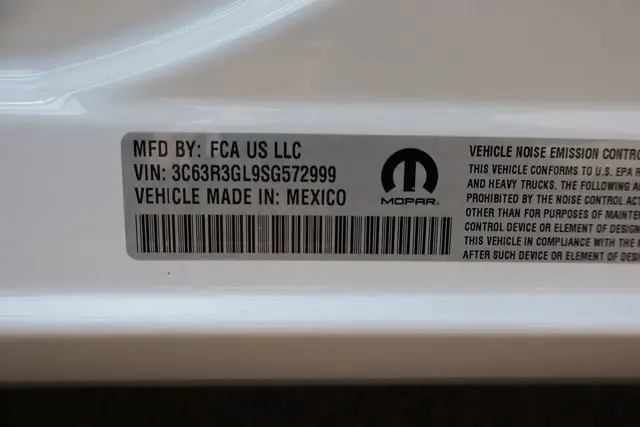 MFD BY: FCA US LLC
VIN: 3C63R3GL9SG572999
VEHICLE MADE IN: MEXICO
MOPAR
VEHICLE NOISE EMISSION CONTRO
THIS VEHICLE CONFORMS TO U.S. EPA R
AND HEAVY TRUCKS. THE FOLLOWING A
PROHIBITED BY THE NOISE CONTROL ACT
OTHER THAN FOR PURPOSES OF MAINTE
CONTROL DEVICE OR ELEMENT OF DESIGN
THIS VEHICLE IN COMPLIANCE WITH THE
AFTER SUCH DEVICE OR ELEMENT OF DESI